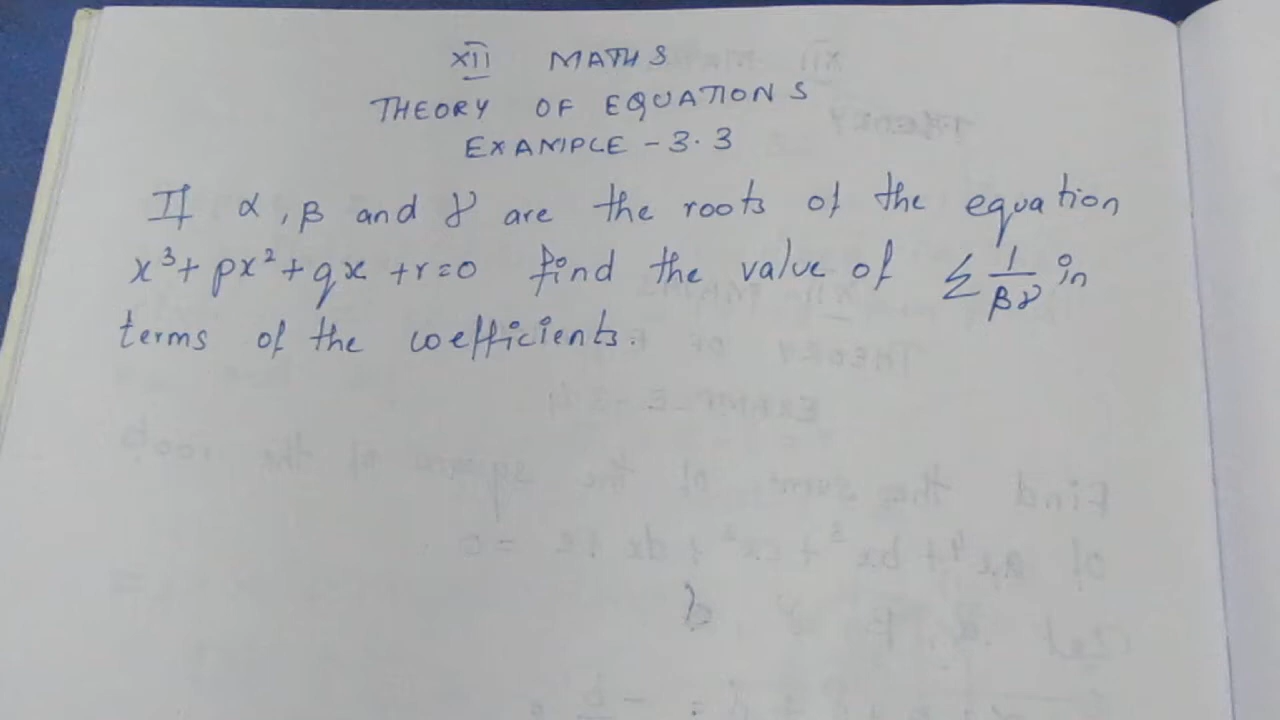 XII MATHS
THEORY OF EQUATIONS
EXAMPLE - 3.3
If α, β and γ are the roots of the equation
x³ + px² + qx + r = 0 find the value of Σ 1/βγ in
terms of the coefficients.